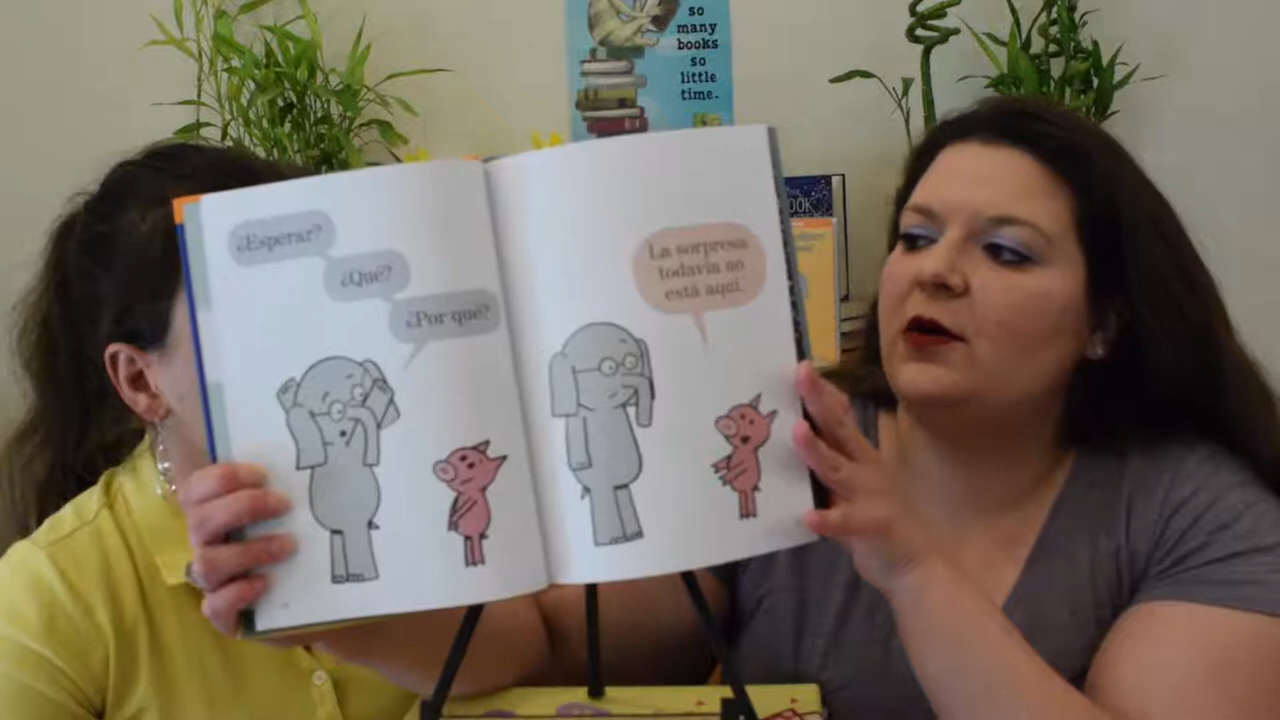 so
many
books
so
little
time.
¿Esperar?
¿Qué?
¿Por qué?
La sorpresa
todavía no
está aquí.